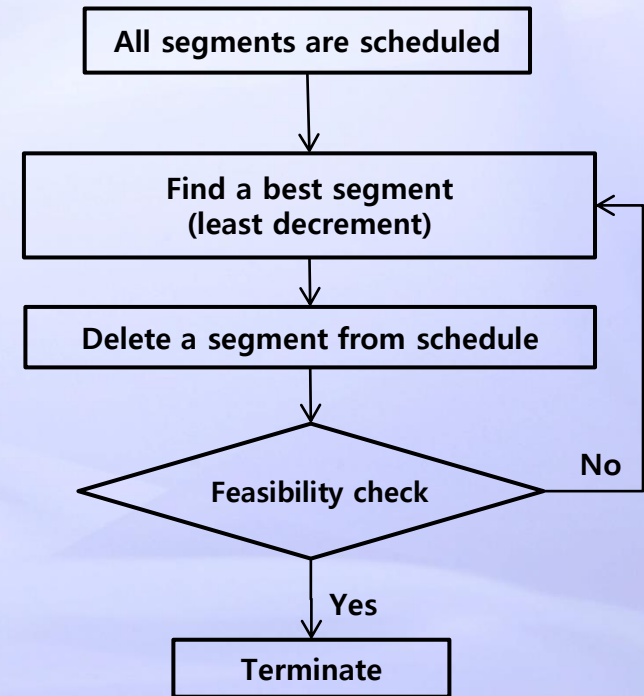 All segments are scheduled
Find a best segment
(least decrement)
Delete a segment from schedule
Feasibility check
No
Yes
Terminate